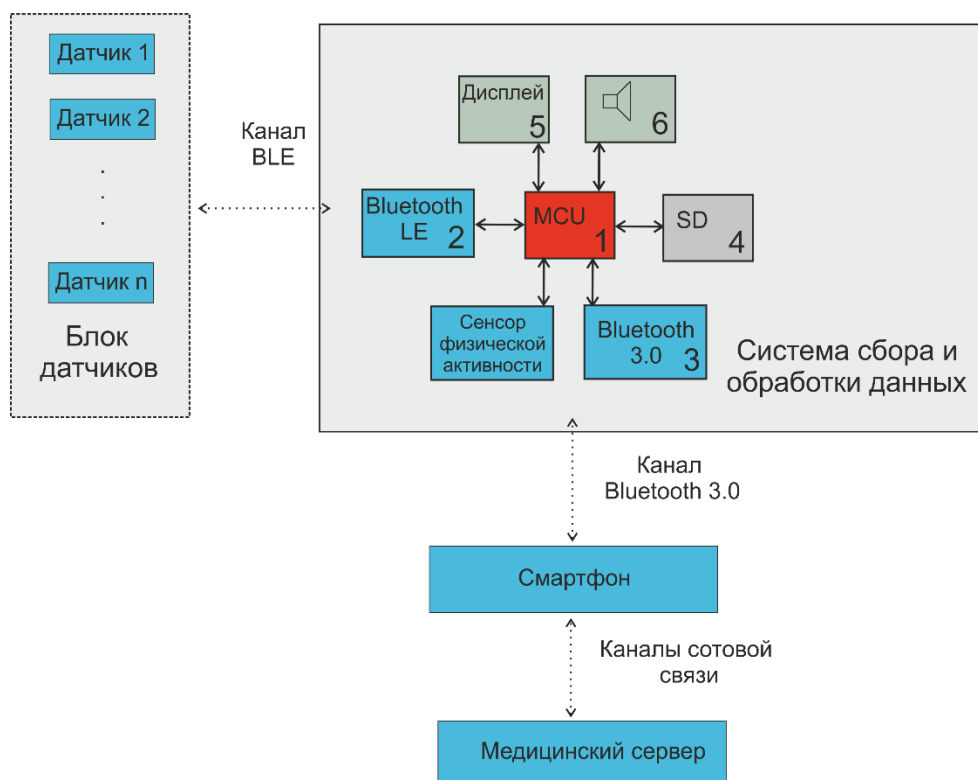 Датчик 1
Датчик 2
.
.
.
Датчик n
Блок
датчиков
Канал
BLE
Дисплей
5
6
Bluetooth
LE
2
MCU
1
SD
4
Сенсор
физической
активности
Bluetooth
3.0
3
Система сбора и
обработки данных
Канал
Bluetooth 3.0
Смартфон
Каналы сотовой
связи
Медицинский сервер